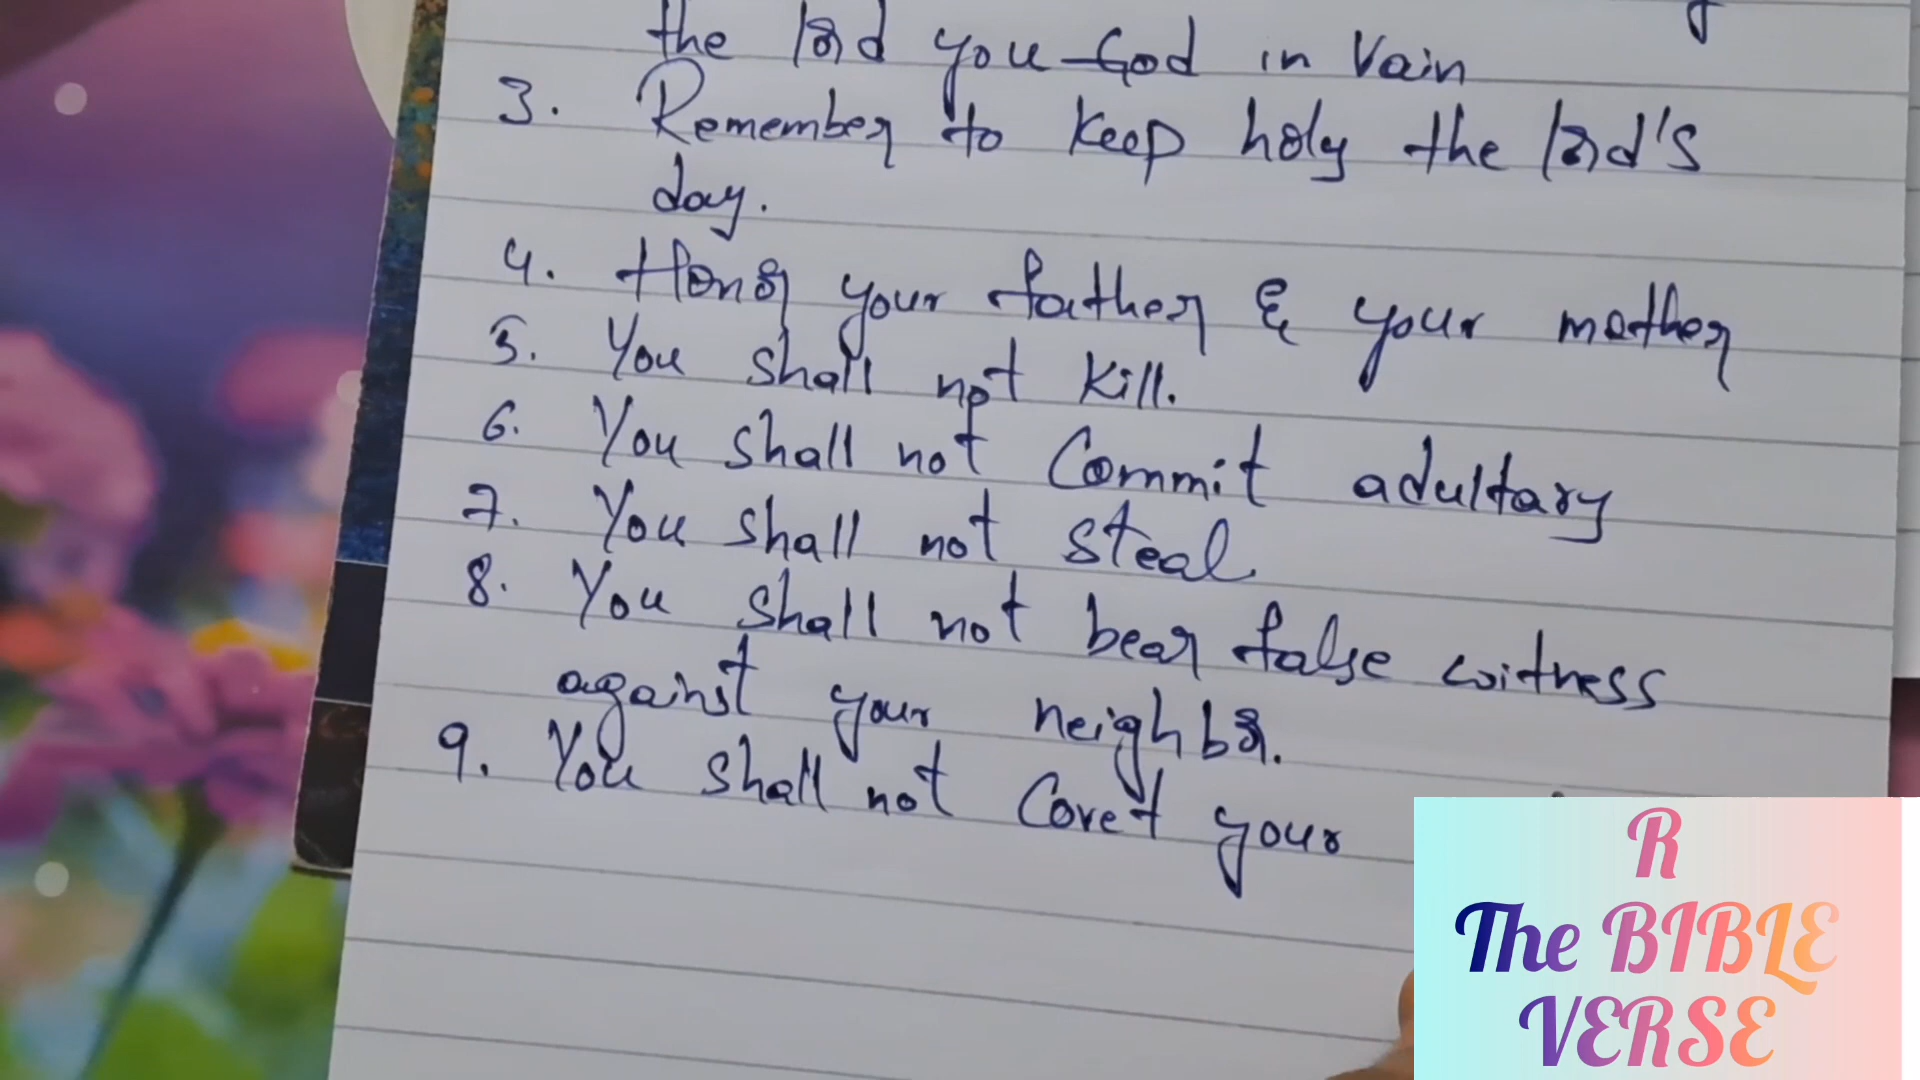 the lord you God in Vain
3. Remember to keep holy the lord's
day.
4. Honor your father & your mother
5. You shall not kill.
6. You shall not Commit adultary
7. You shall not steal
8. You shall not bear false witness
against your neighbor.
9. You shall not Covet your
R
The BIBLE
VERSE